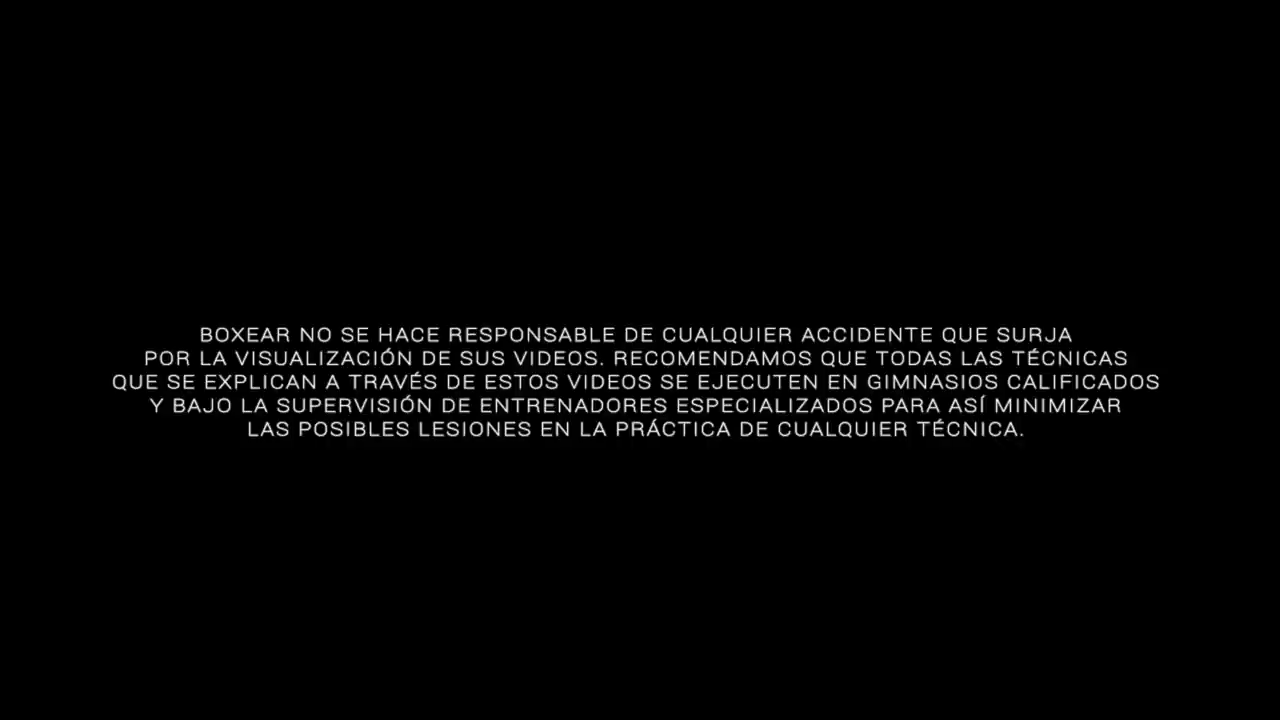 BOXEAR NO SE HACE RESPONSABLE DE CUALQUIER ACCIDENTE QUE SURJA
POR LA VISUALIZACIÓN DE SUS VIDEOS. RECOMENDAMOS QUE TODAS LAS TÉCNICAS
QUE SE EXPLICAN A TRAVÉS DE ESTOS VIDEOS SE EJECUTEN EN GIMNASIOS CALIFICADOS
Y BAJO LA SUPERVISIÓN DE ENTRENADORES ESPECIALIZADOS PARA ASÍ MINIMIZAR
LAS POSIBLES LESIONES EN LA PRÁCTICA DE CUALQUIER TÉCNICA.